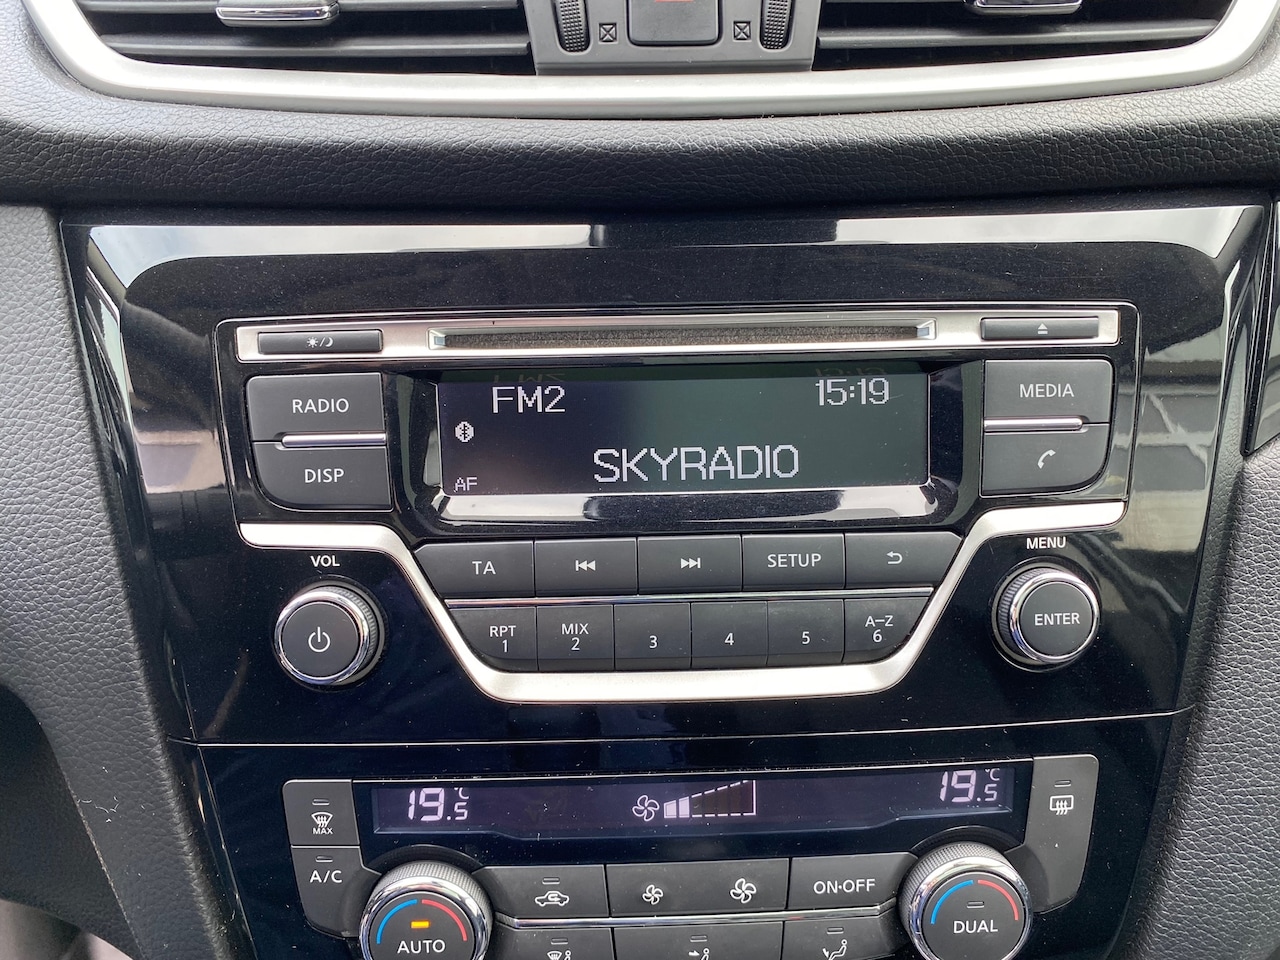 RADIO
DISP
FM2 15:19
SKYRADIO
AF
MEDIA
VOL
MENU
TA
SETUP
RPT
1
MIX
2
3
4
5
A-Z
6
ENTER
19.5 °C
19.5 °C
MAX
A/C
ON·OFF
AUTO
DUAL